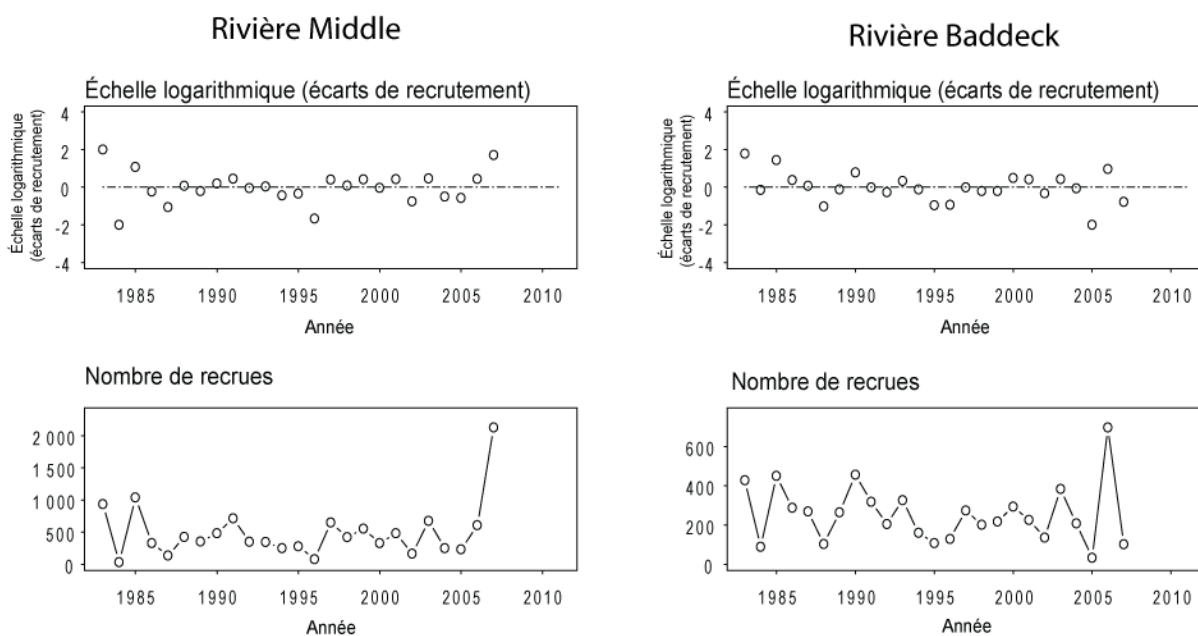 Rivière Middle
Échelle logarithmique (écarts de recrutement)
Échelle logarithmique
(écarts de recrutement)
4
2
0
-2
-4
1985 1990 1995 2000 2005 2010
Année
Nombre de recrues
2 000
1 500
1 000
500
0
1985 1990 1995 2000 2005 2010
Année
Rivière Baddeck
Échelle logarithmique (écarts de recrutement)
Échelle logarithmique
(écarts de recrutement)
4
2
0
-2
-4
1985 1990 1995 2000 2005 2010
Année
Nombre de recrues
600
400
200
0
1985 1990 1995 2000 2005 2010
Année